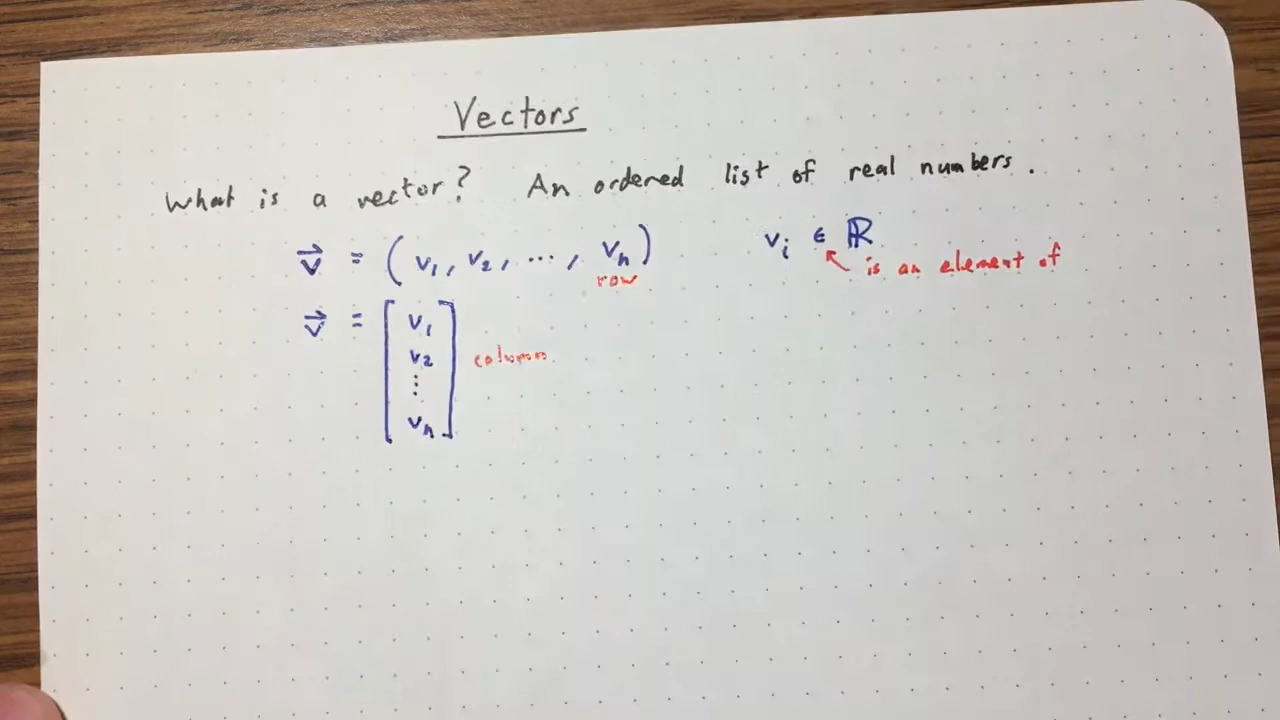 Vectors
What is a vector? An ordered list of real numbers.
v⃗ = (v₁, v₂, ..., vₙ) vᵢ ∈ ℝ
row is an element of
v⃗ = [v₁
v₂ column
⋮
vₙ]